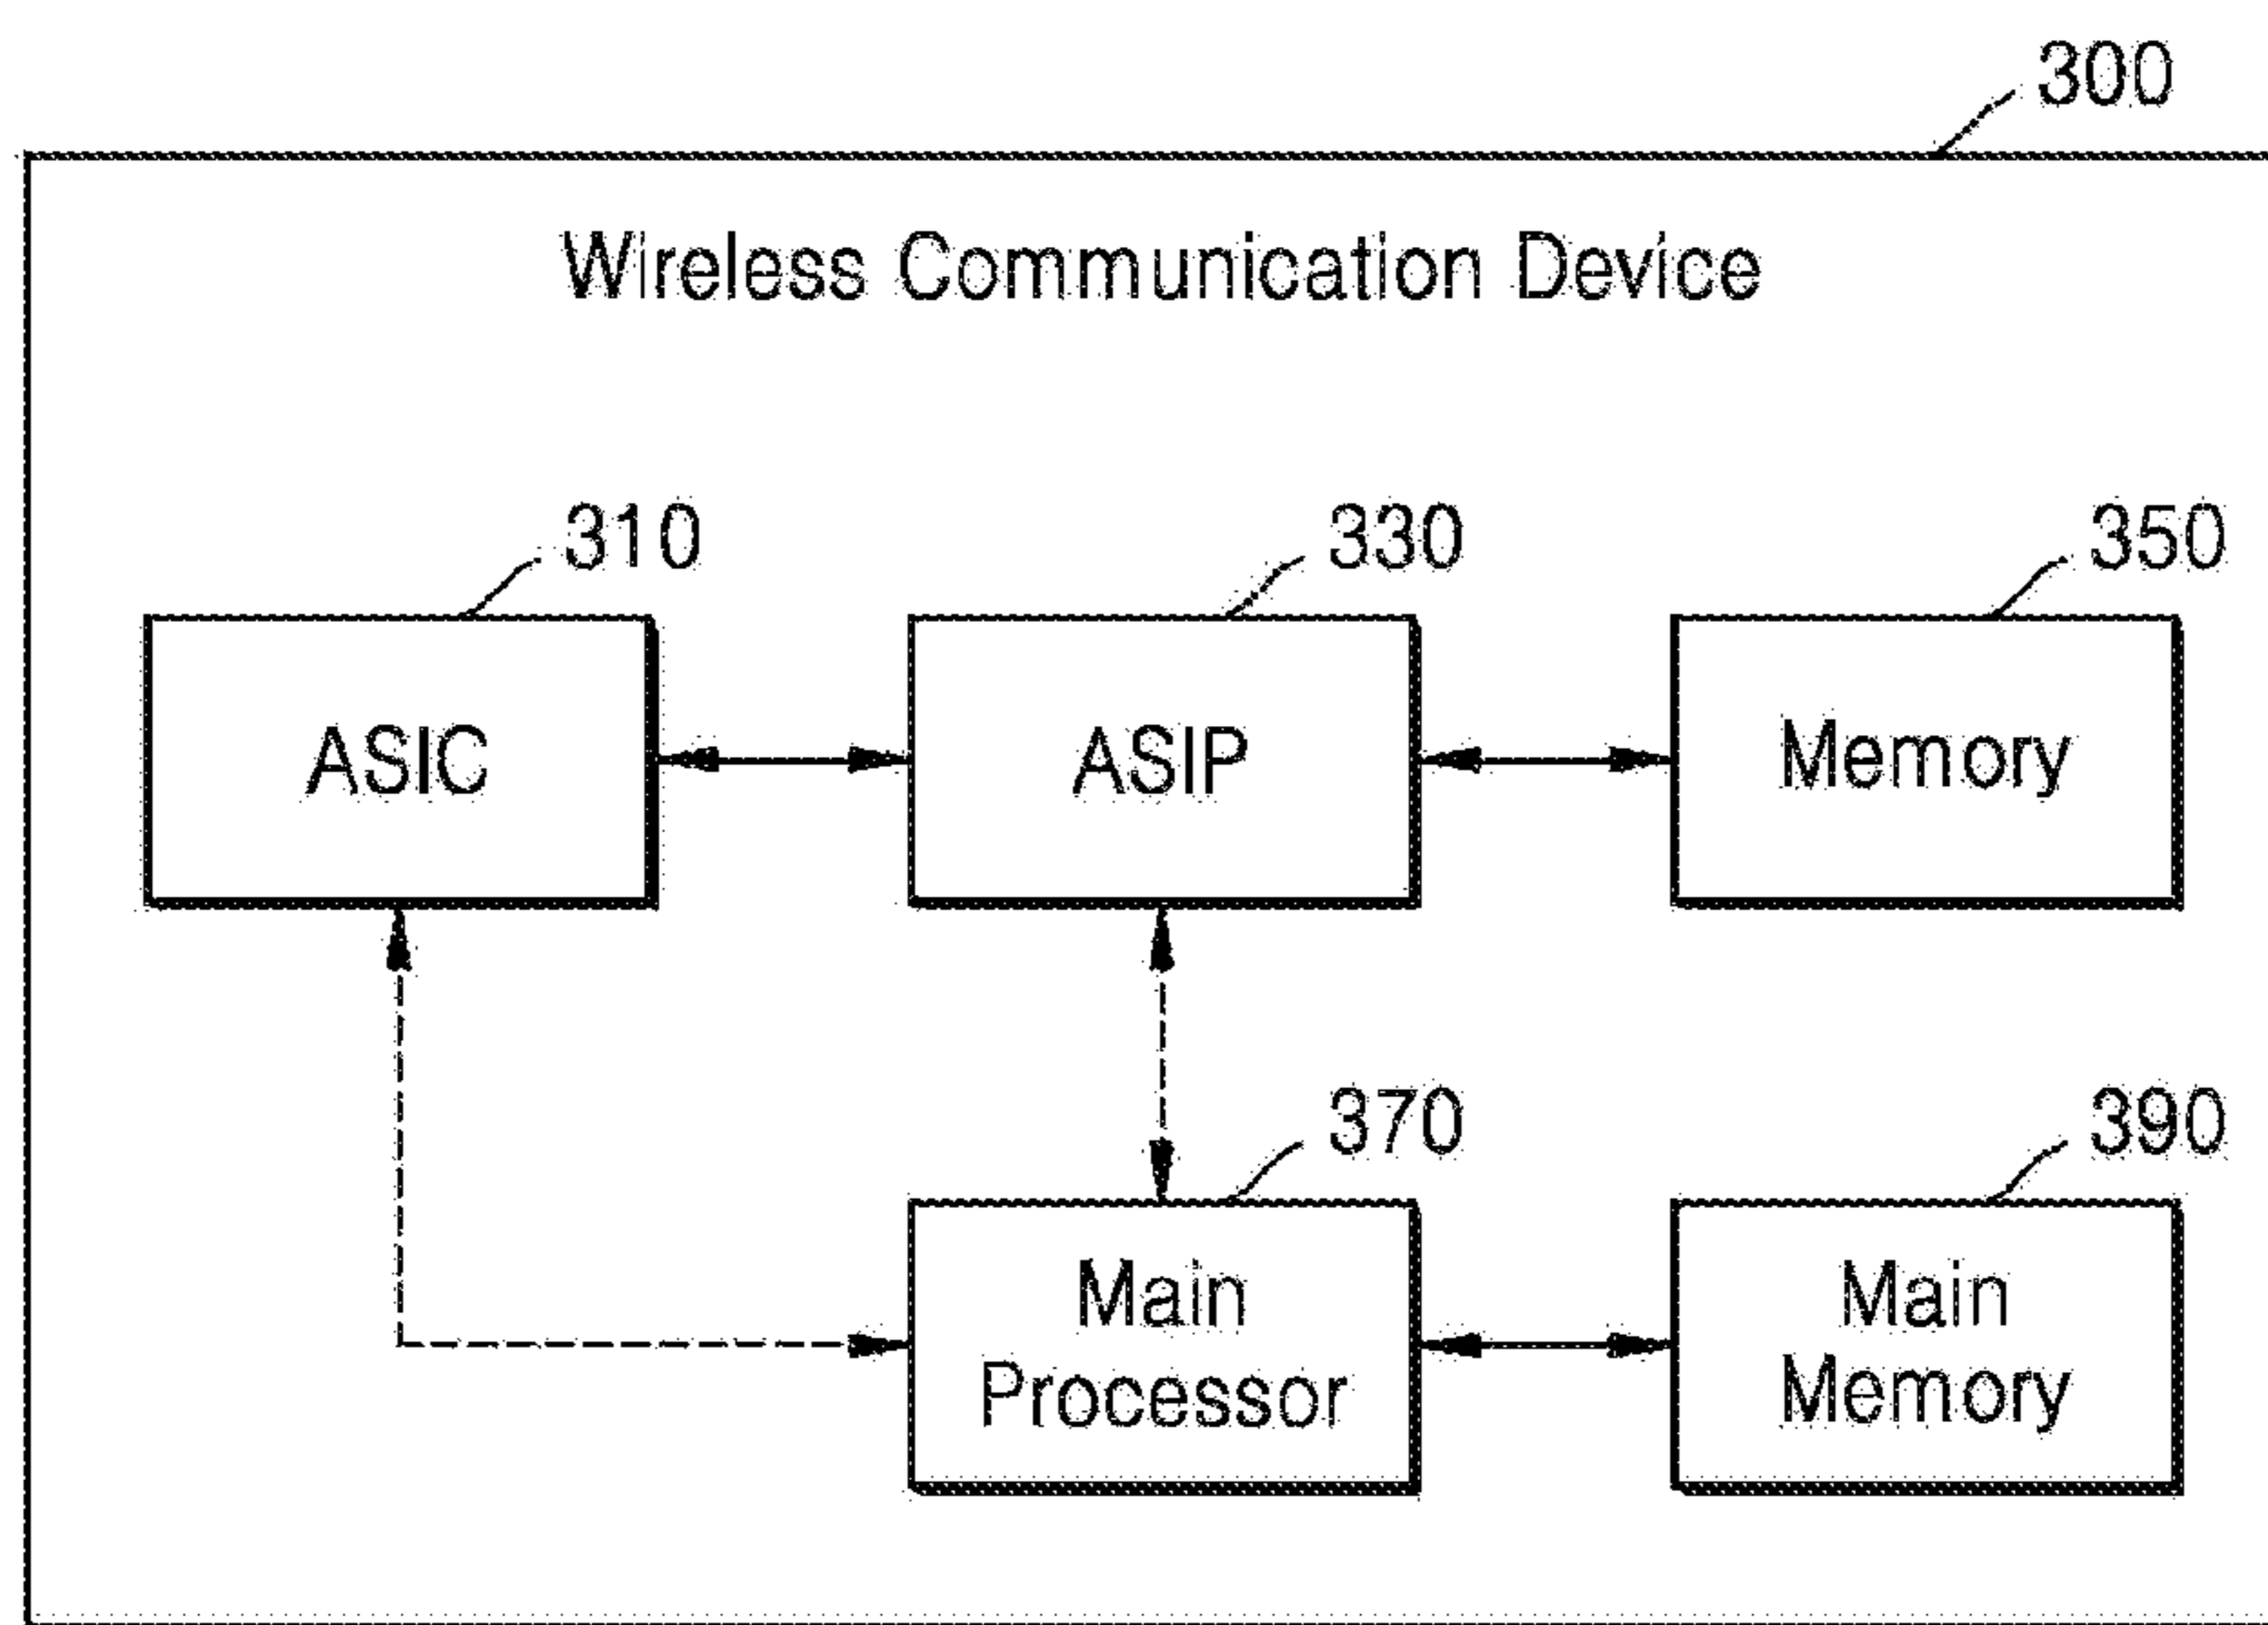 300
Wireless Communication Device
310
330
350
ASIC
ASIP
Memory
370
390
Main
Processor
Main
Memory